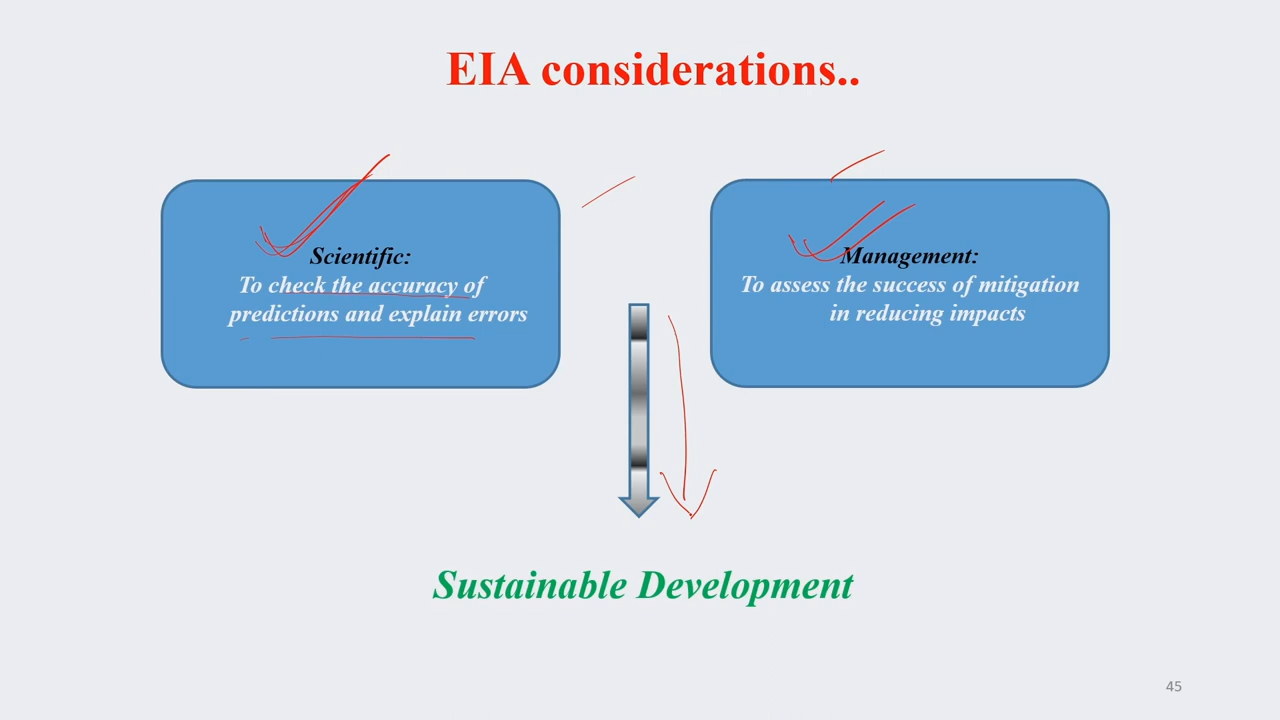 EIA considerations..
Scientific:
To check the accuracy of
predictions and explain errors
Management:
To assess the success of mitigation
in reducing impacts
Sustainable Development
45